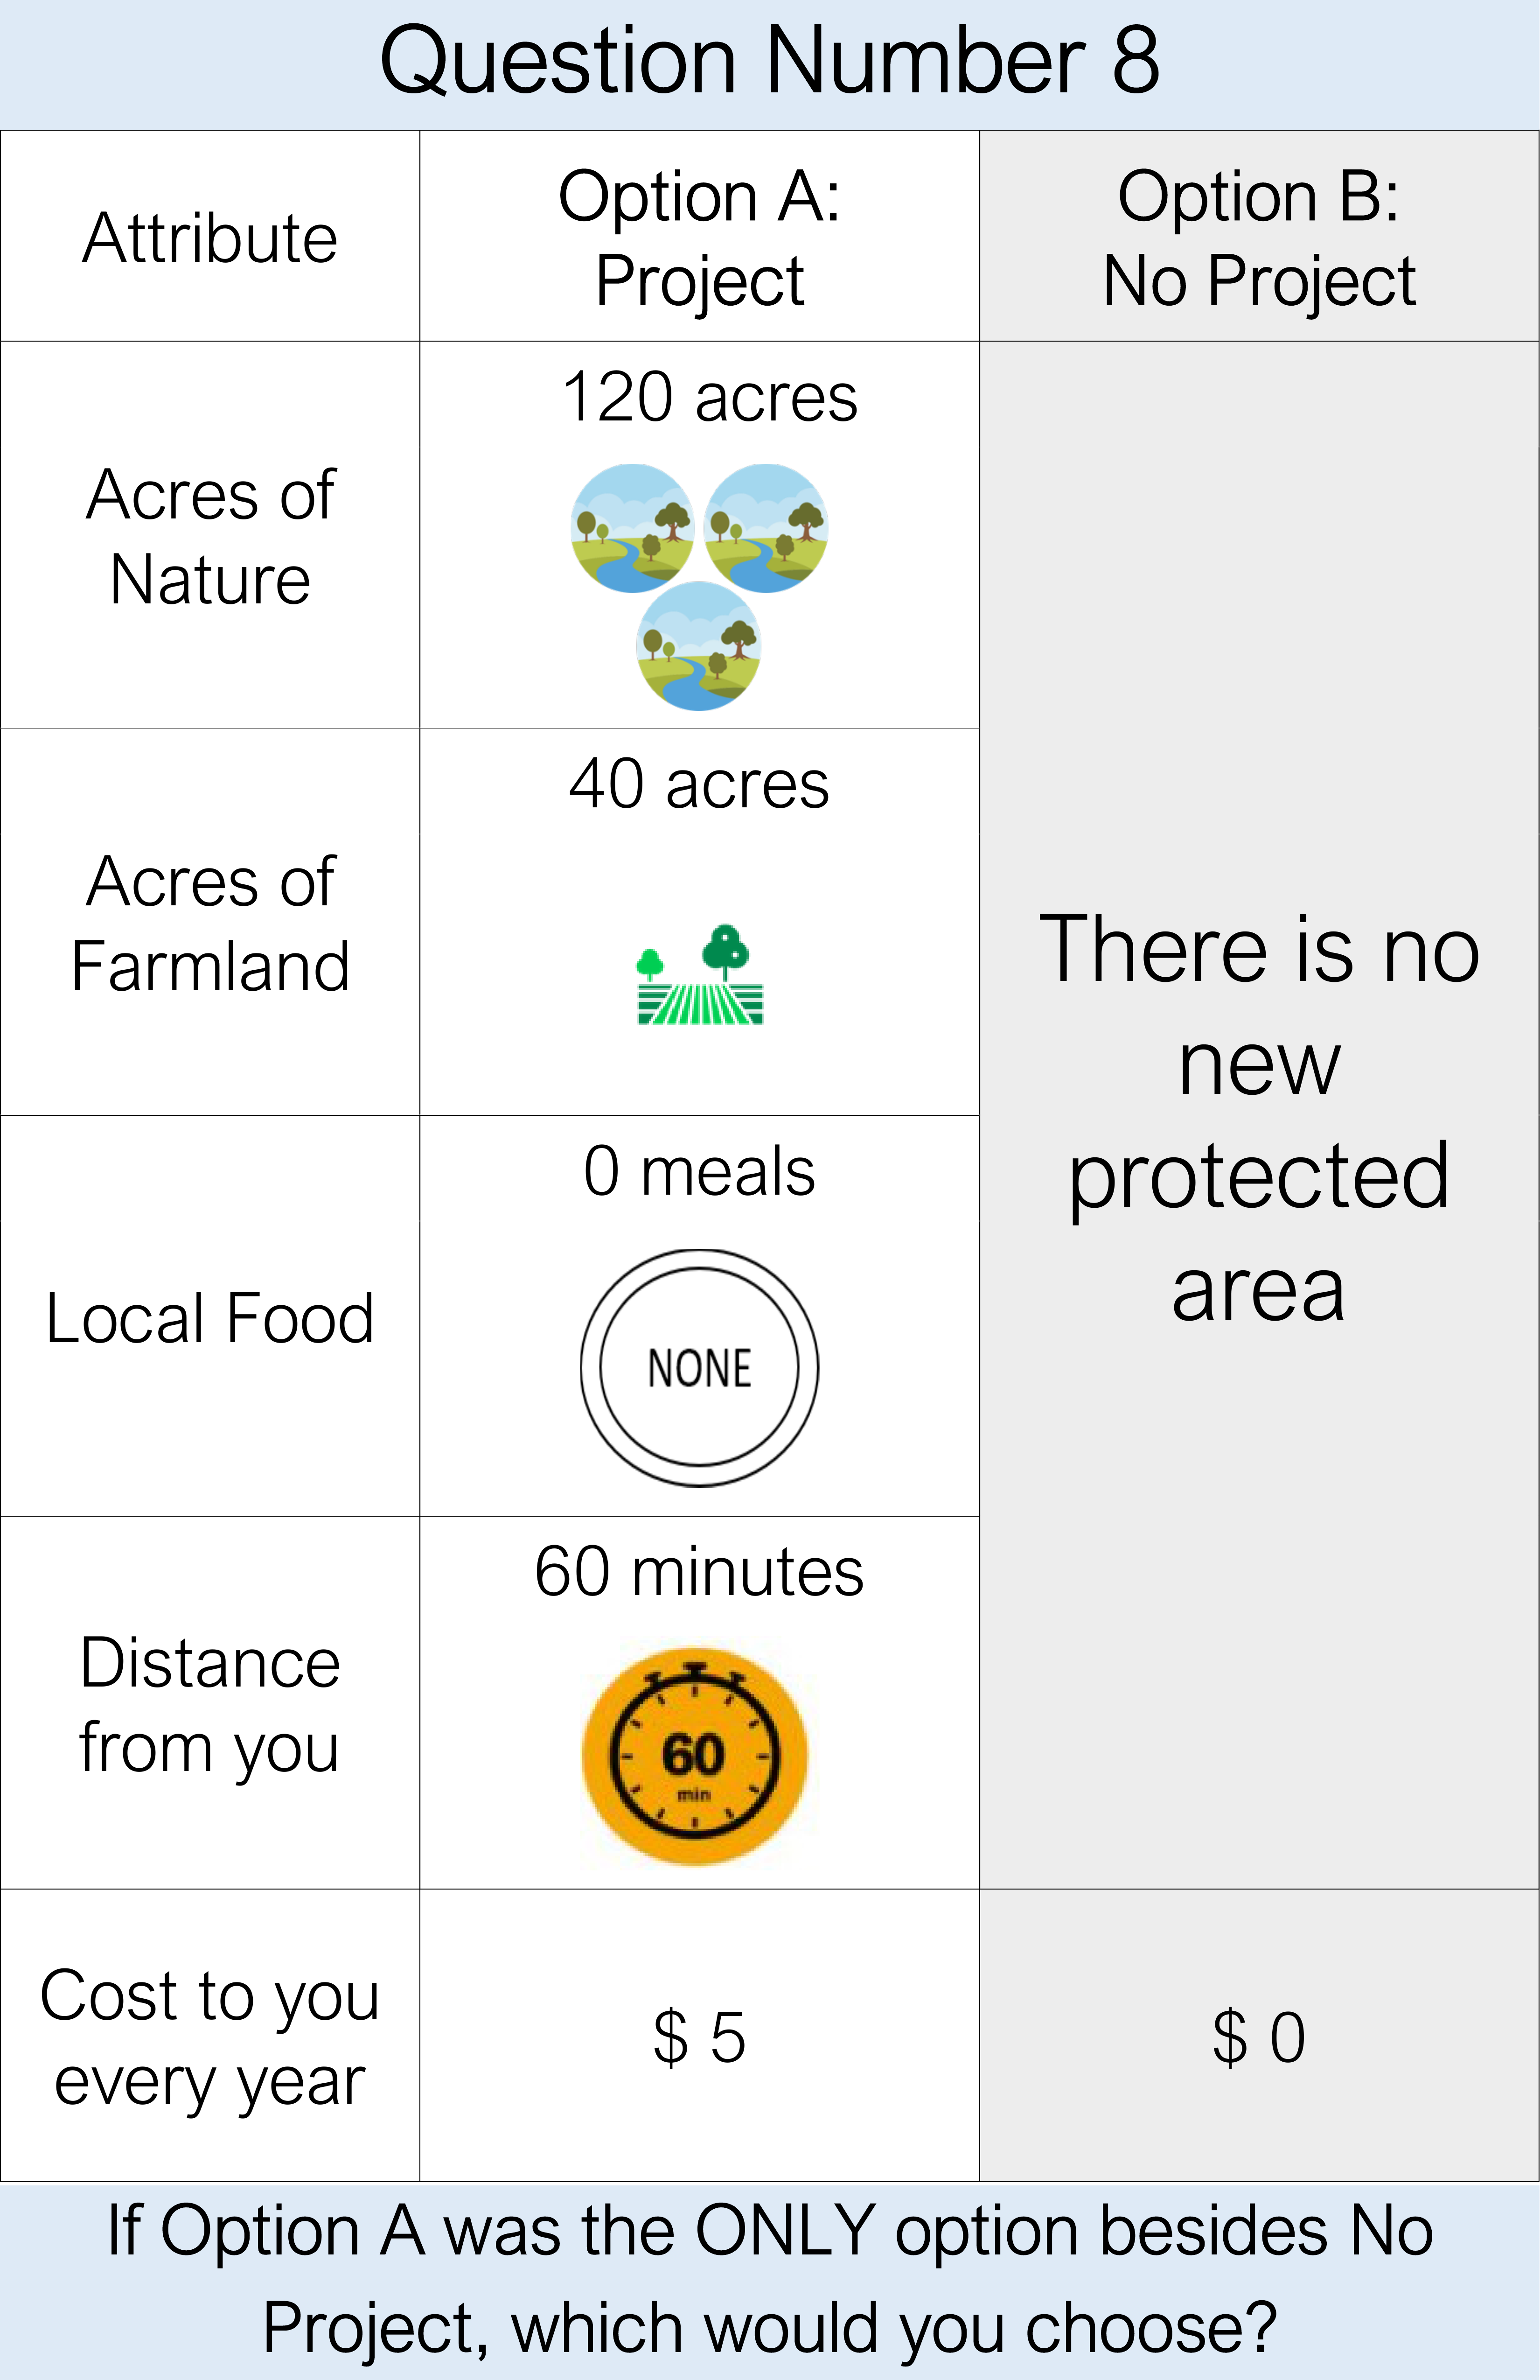 Question Number 8
Attribute
Option A:
Project
Option B:
No Project
Acres of
Nature
120 acres
Acres of
Farmland
40 acres
Local Food
0 meals
NONE
Distance
from you
60 minutes
60
min
There is no
new
protected
area
Cost to you
every year
$ 5
$ 0
If Option A was the ONLY option besides No
Project, which would you choose?